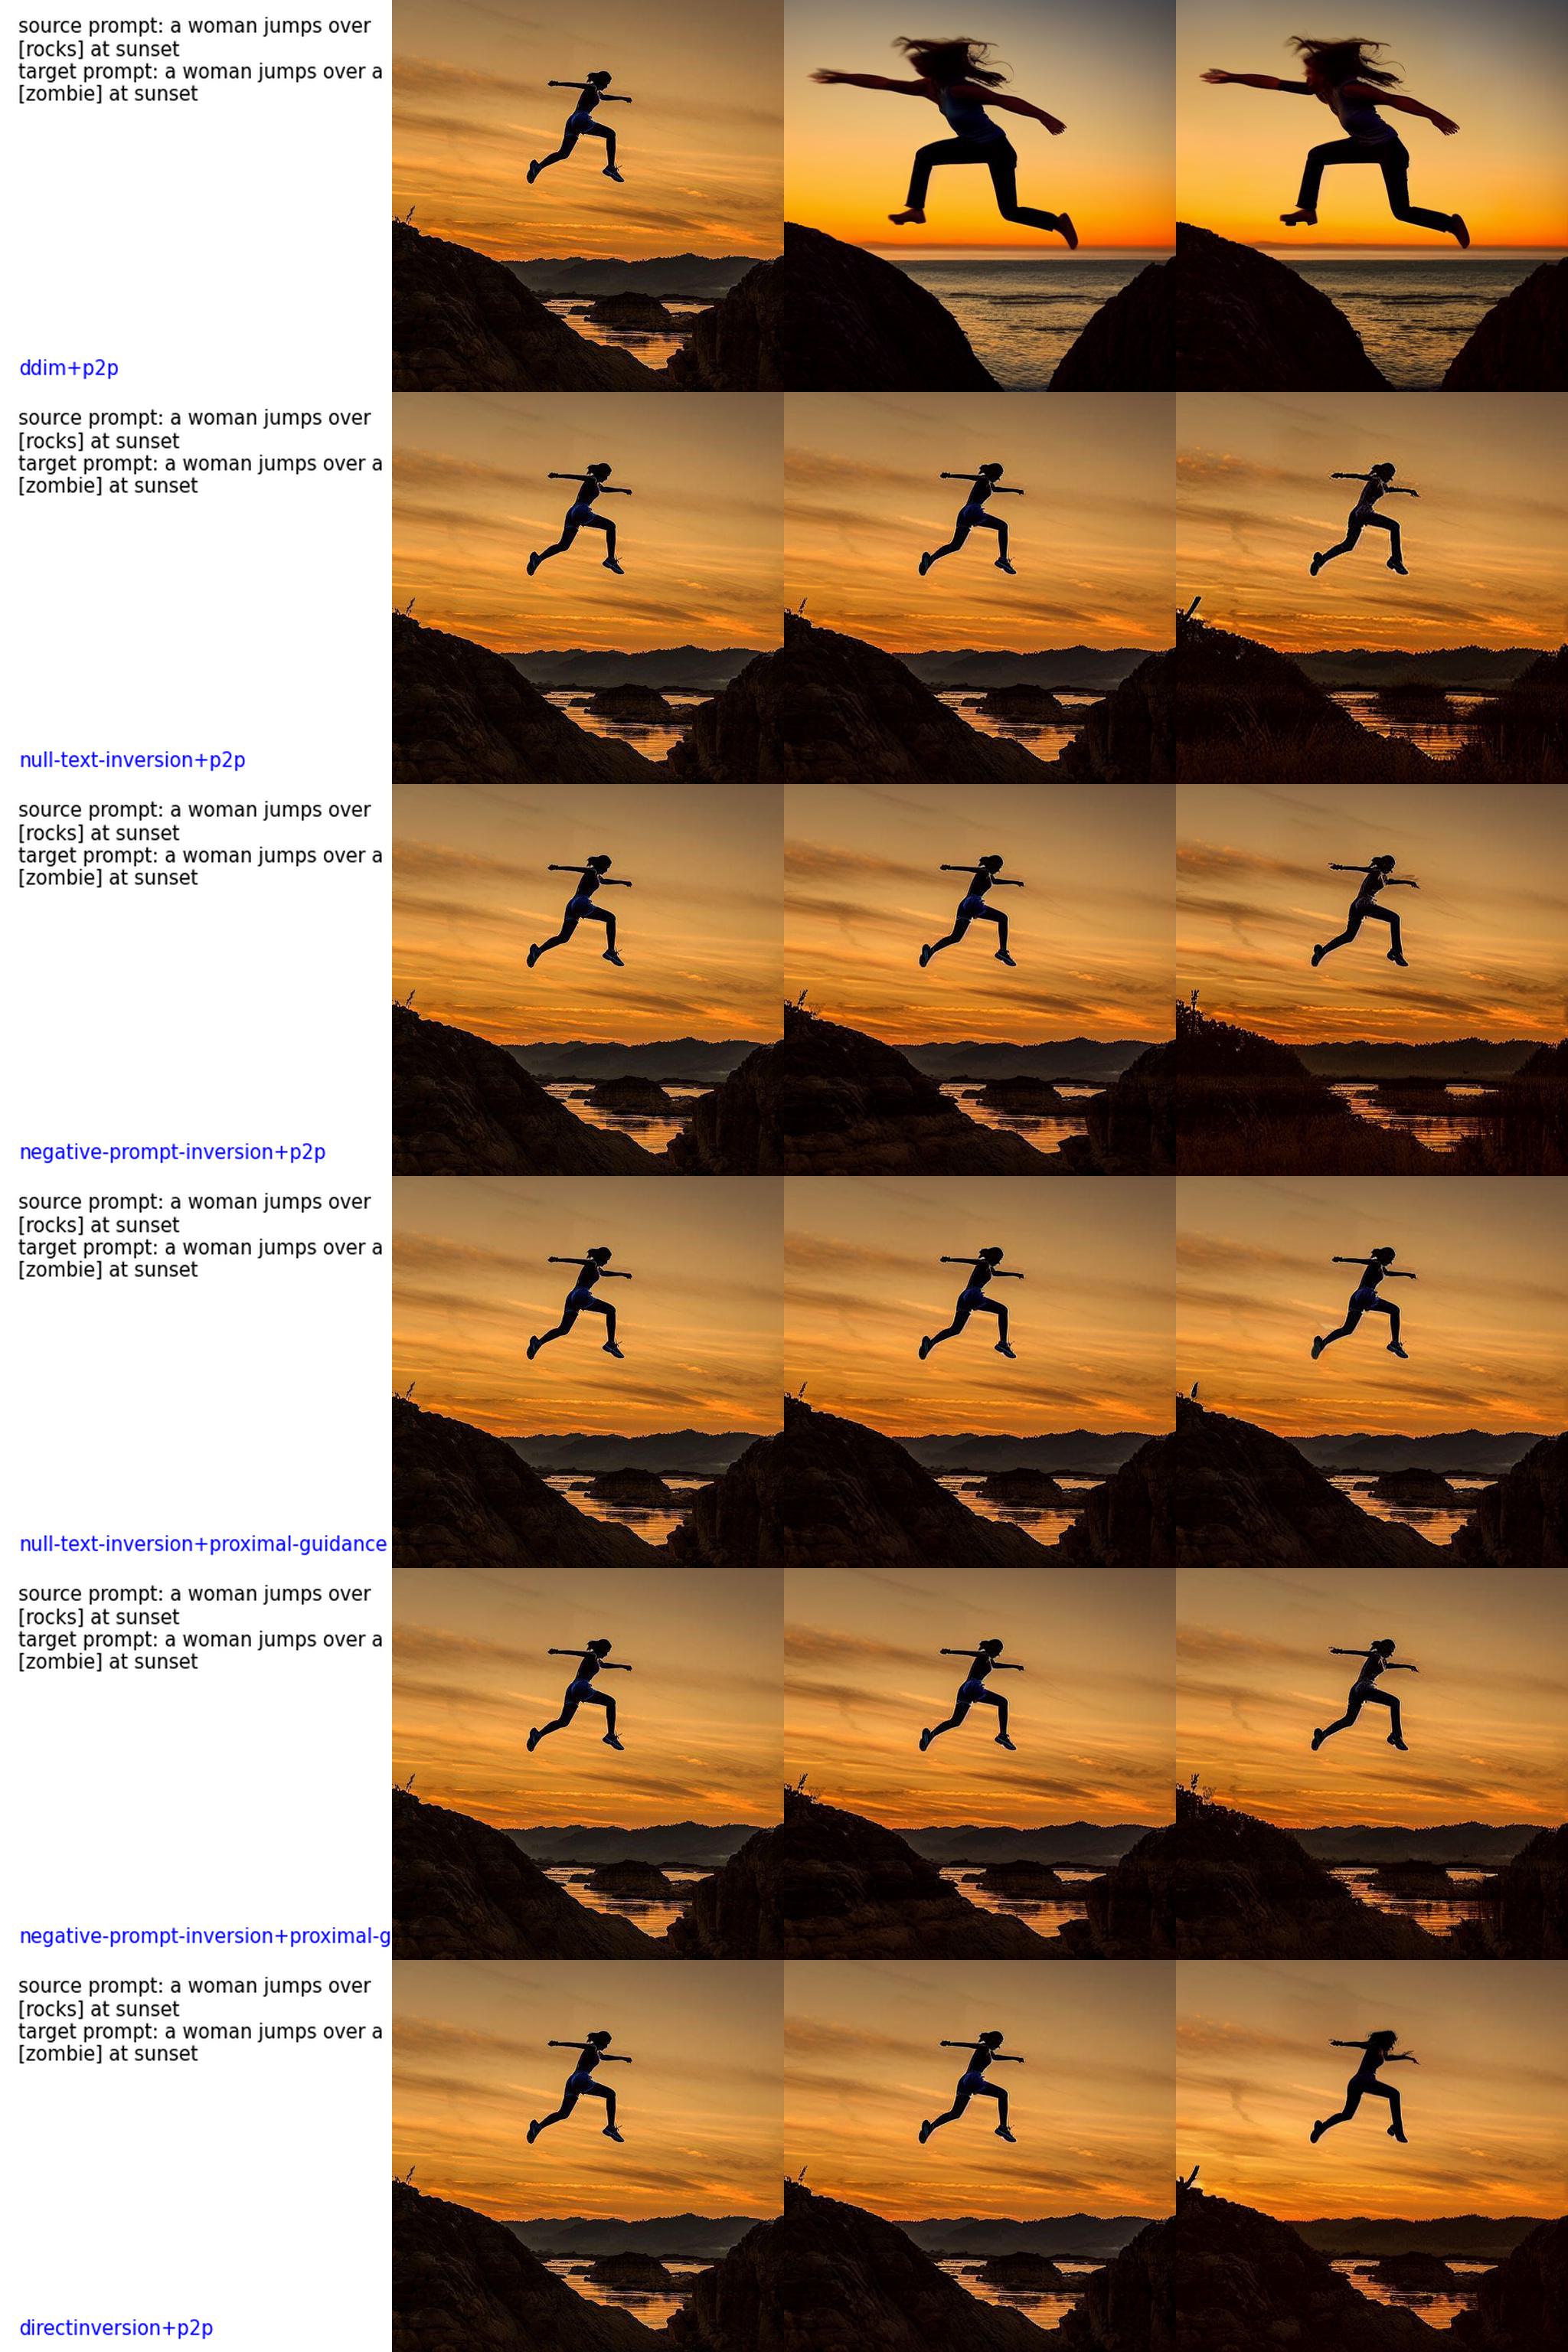 source prompt: a woman jumps over
[rocks] at sunset
target prompt: a woman jumps over a
[zombie] at sunset
ddim+p2p
source prompt: a woman jumps over
[rocks] at sunset
target prompt: a woman jumps over a
[zombie] at sunset
null-text-inversion+p2p
source prompt: a woman jumps over
[rocks] at sunset
target prompt: a woman jumps over a
[zombie] at sunset
negative-prompt-inversion+p2p
source prompt: a woman jumps over
[rocks] at sunset
target prompt: a woman jumps over a
[zombie] at sunset
null-text-inversion+proximal-guidance
source prompt: a woman jumps over
[rocks] at sunset
target prompt: a woman jumps over a
[zombie] at sunset
negative-prompt-inversion+proximal-g
source prompt: a woman jumps over
[rocks] at sunset
target prompt: a woman jumps over a
[zombie] at sunset
directinversion+p2p